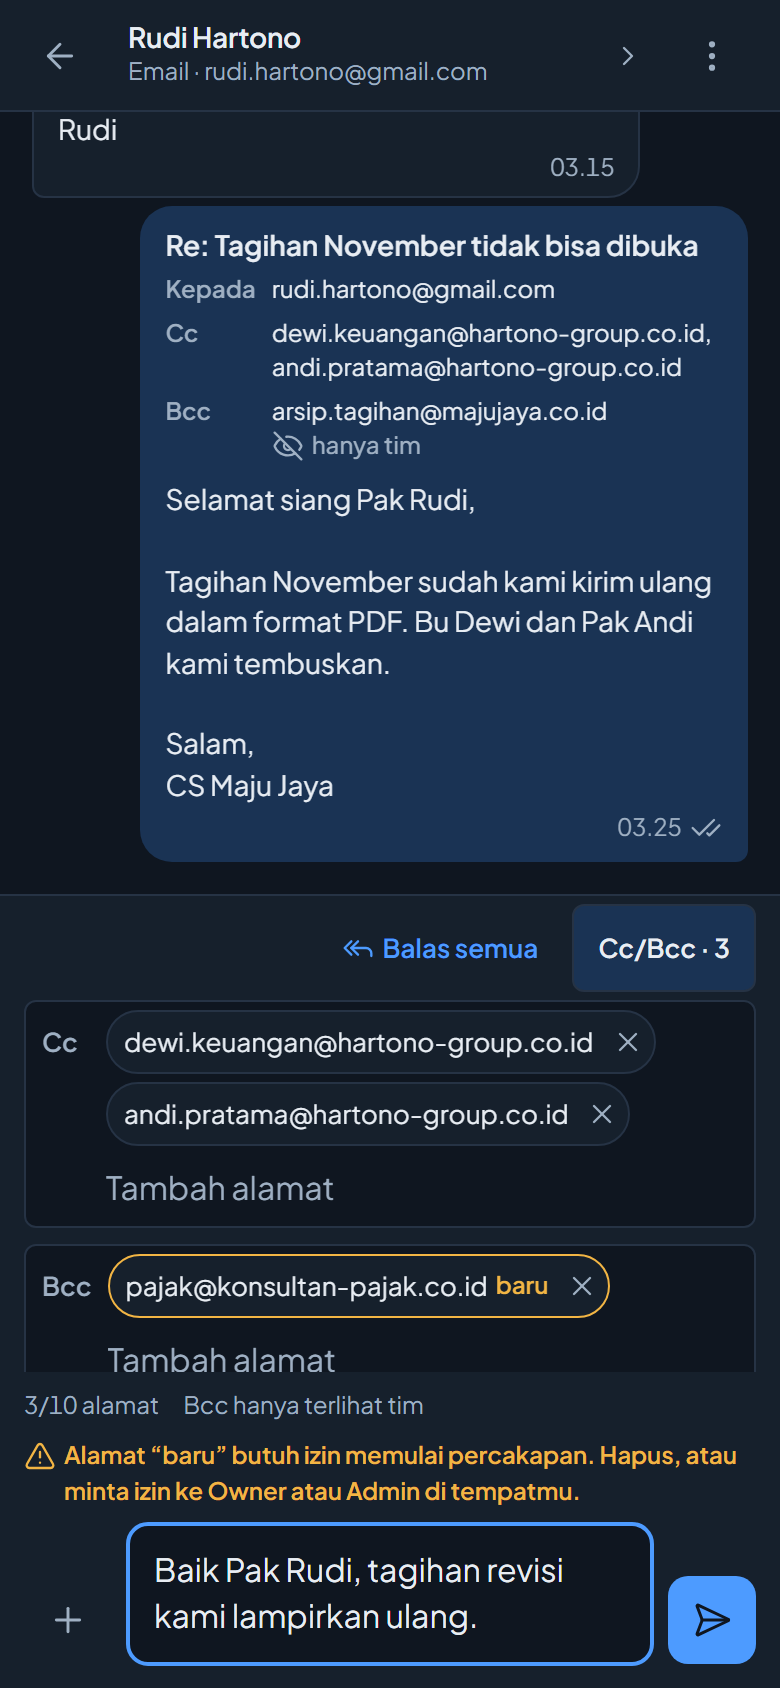 Rudi Hartono
Email · rudi.hartono@gmail.com
Rudi
03.15
Re: Tagihan November tidak bisa dibuka
Kepada rudi.hartono@gmail.com
Cc dewi.keuangan@hartono-group.co.id,
andi.pratama@hartono-group.co.id
Bcc arsip.tagihan@majujaya.co.id
hanya tim
Selamat siang Pak Rudi,
Tagihan November sudah kami kirim ulang
dalam format PDF. Bu Dewi dan Pak Andi
kami tembuskan.
Salam,
CS Maju Jaya
03.25
Balas semua
Cc/Bcc · 3
Cc dewi.keuangan@hartono-group.co.id
andi.pratama@hartono-group.co.id
Tambah alamat
Bcc pajak@konsultan-pajak.co.id baru
Tambah alamat
3/10 alamat Bcc hanya terlihat tim
Alamat “baru” butuh izin memulai percakapan. Hapus, atau
minta izin ke Owner atau Admin di tempatmu.
Baik Pak Rudi, tagihan revisi
kami lampirkan ulang.